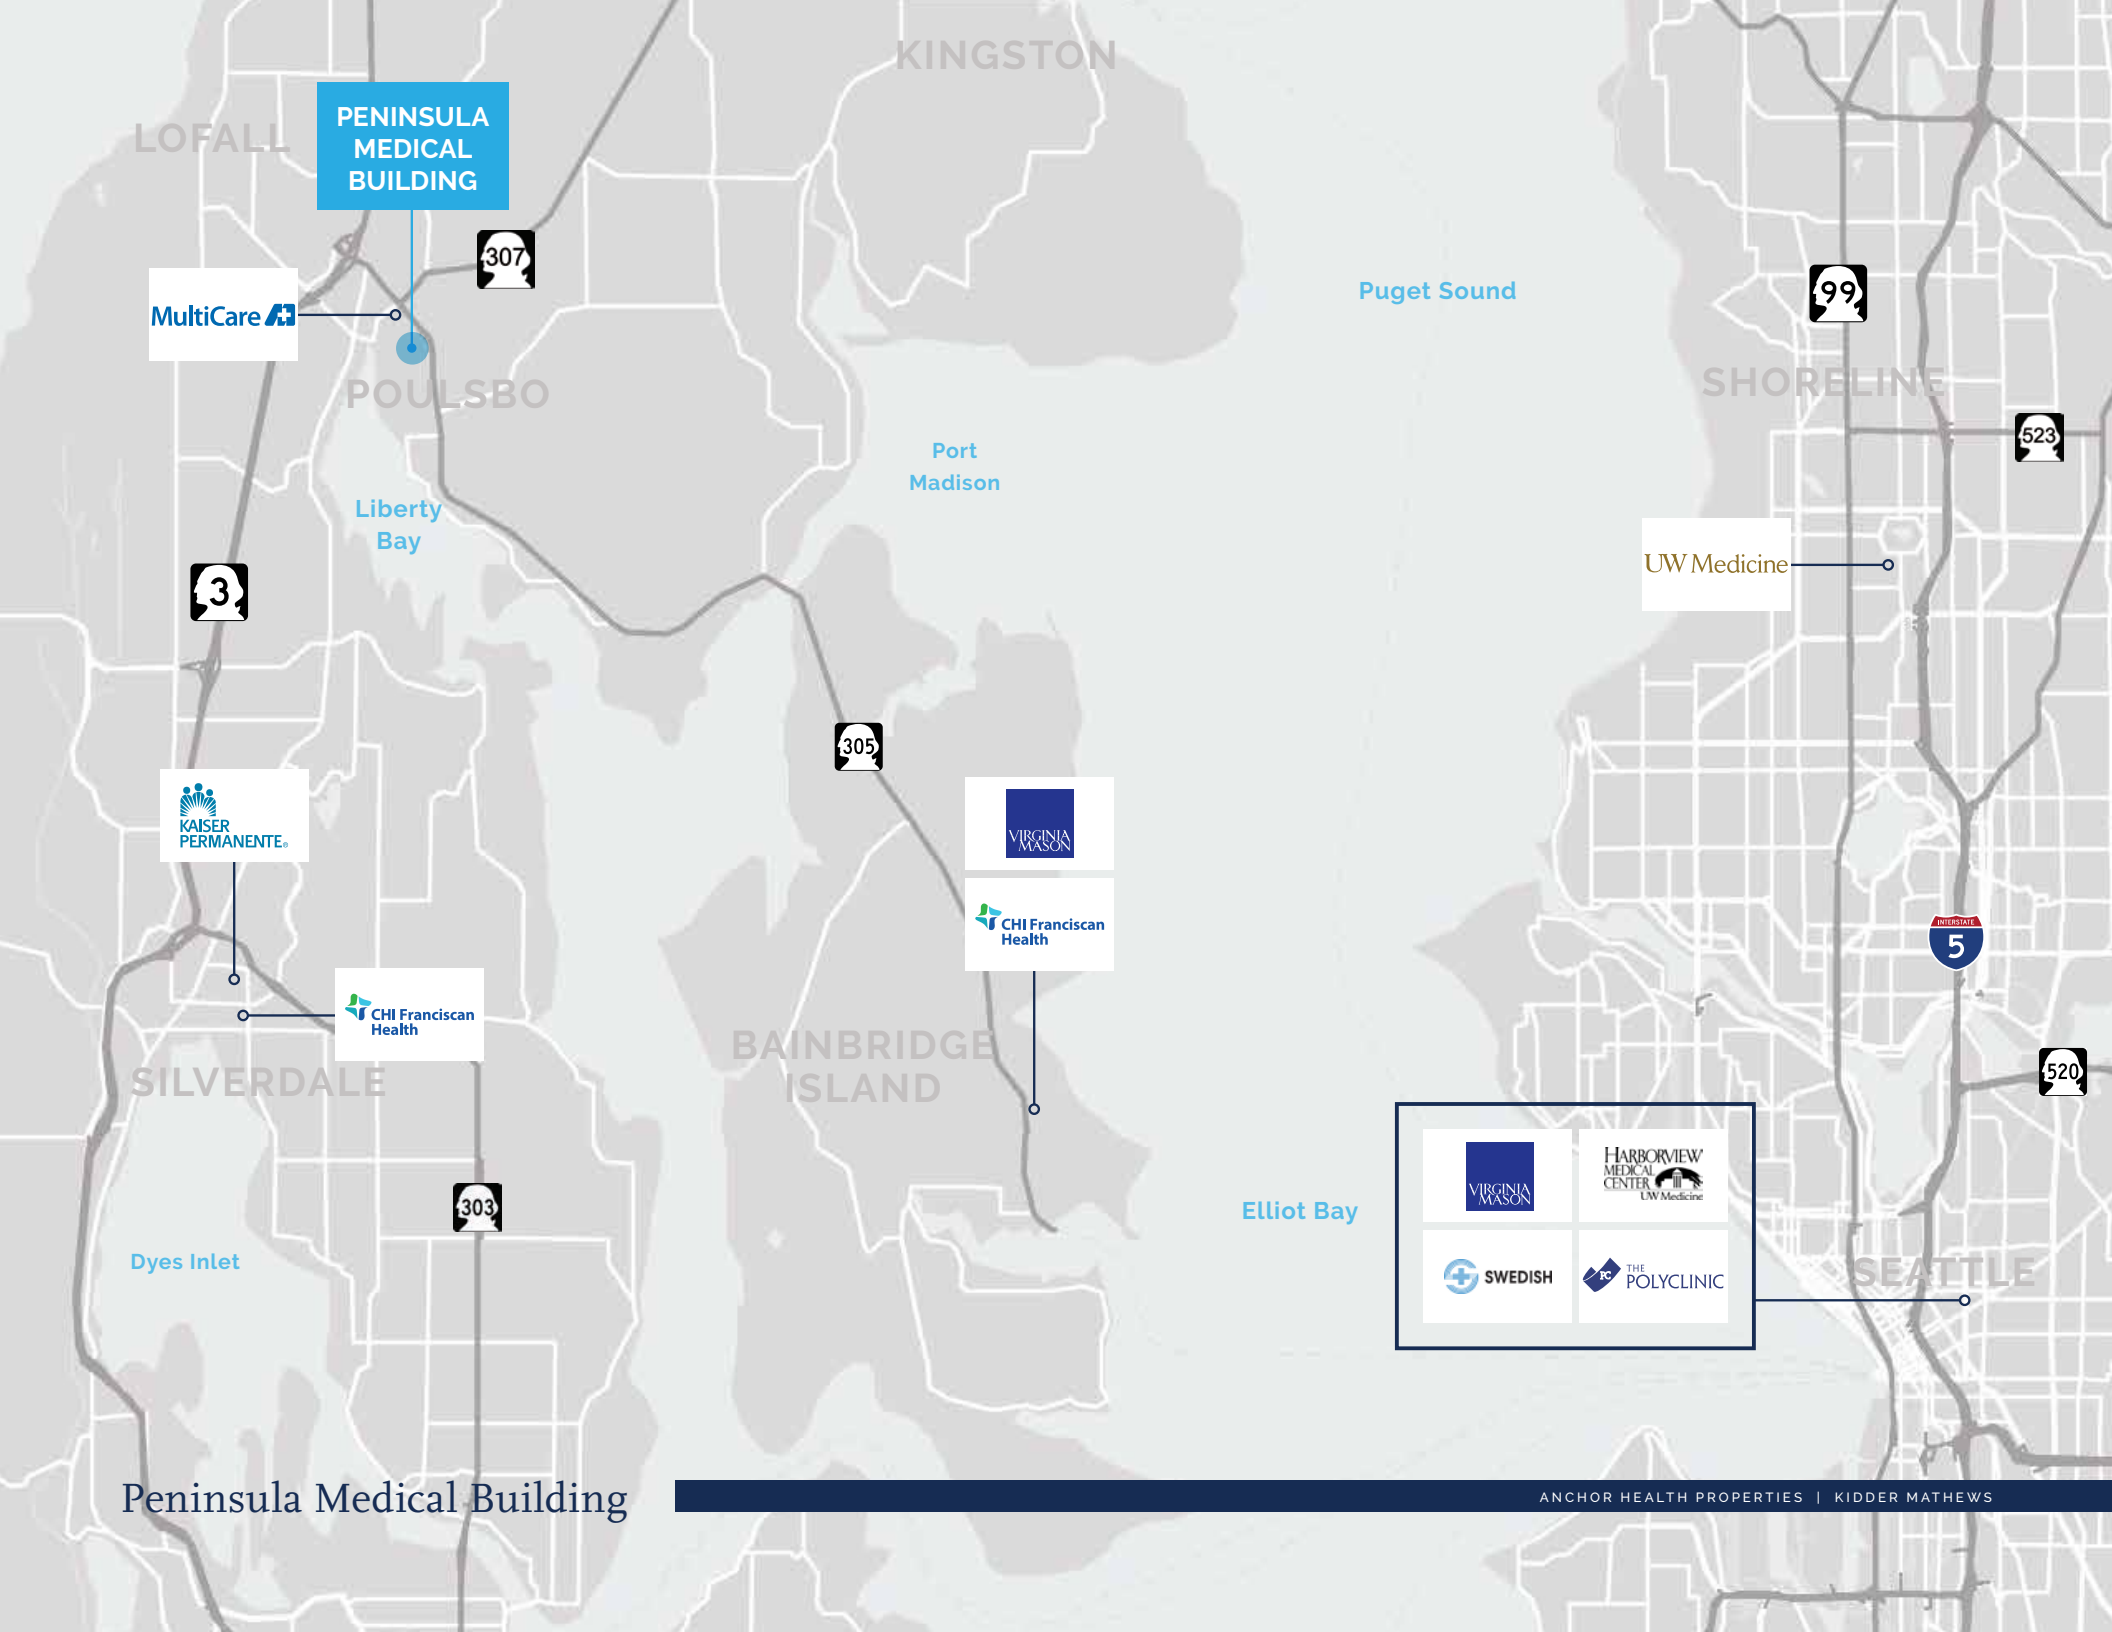 KINGSTON
LOFALL
PENINSULA
MEDICAL
BUILDING
307
MultiCare
Puget Sound
99
POULSBO
SHORELINE
523
Port
Madison
Liberty
Bay
UW Medicine
3
305
KAISER
PERMANENTE®
VIRGINIA
MASON
CHI Franciscan
Health
INTERSTATE
5
CHI Franciscan
Health
BAINBRIDGE
ISLAND
SILVERDALE
520
303
Elliot Bay
VIRGINIA
MASON
HARBORVIEW
MEDICAL
CENTER
UW Medicine
SWEDISH
PC
THE
POLYCLINIC
SEATTLE
Dyes Inlet
Peninsula Medical Building
ANCHOR HEALTH PROPERTIES | KIDDER MATHEWS